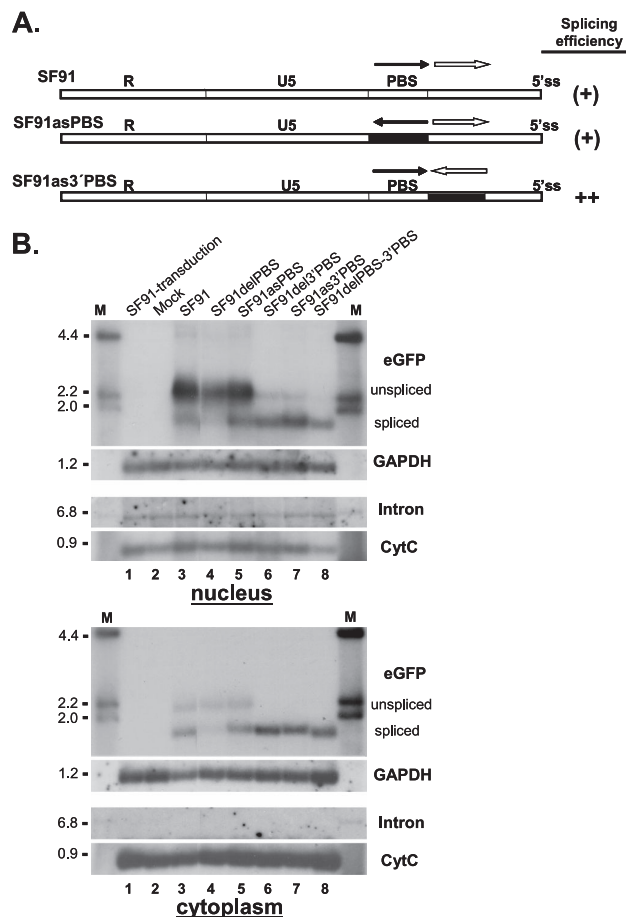 A.
Splicing
efficiency
SF91
R U5 PBS 5'ss (+)
SF91asPBS
R U5 5'ss (+)
SF91as3´PBS
R U5 PBS 5'ss ++
B.
M SF91-transduction Mock SF91 SF91delPBS SF91asPBS SF91del3'PBS SF91as3'PBS SF91delPBS-3'PBS M
4.4
eGFP
2.2 unspliced
2.0
spliced
1.2 GAPDH
6.8 Intron
0.9 CytC
1 2 3 4 5 6 7 8
nucleus
M M
4.4
eGFP
2.2 unspliced
2.0
spliced
1.2 GAPDH
6.8 Intron
0.9 CytC
1 2 3 4 5 6 7 8
cytoplasm